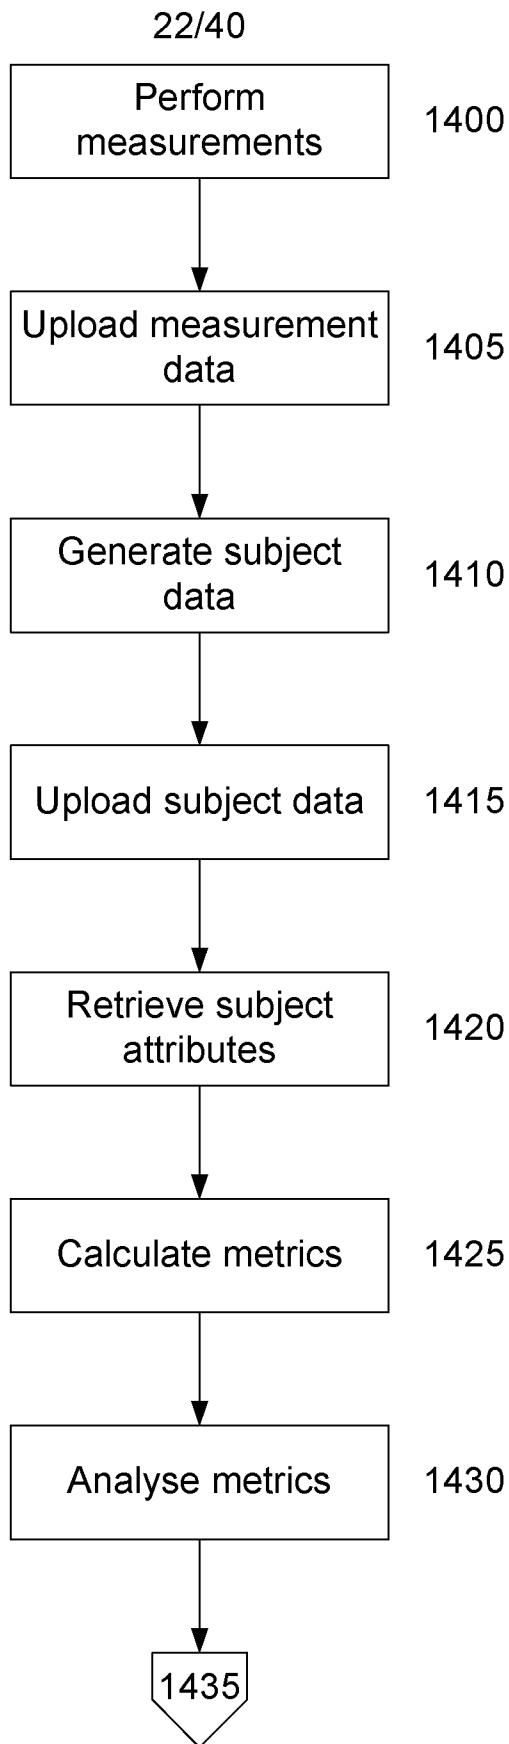 22/40
Perform
measurements
1400
Upload measurement
data
1405
Generate subject
data
1410
Upload subject data
1415
Retrieve subject
attributes
1420
Calculate metrics
1425
Analyse metrics
1430
1435